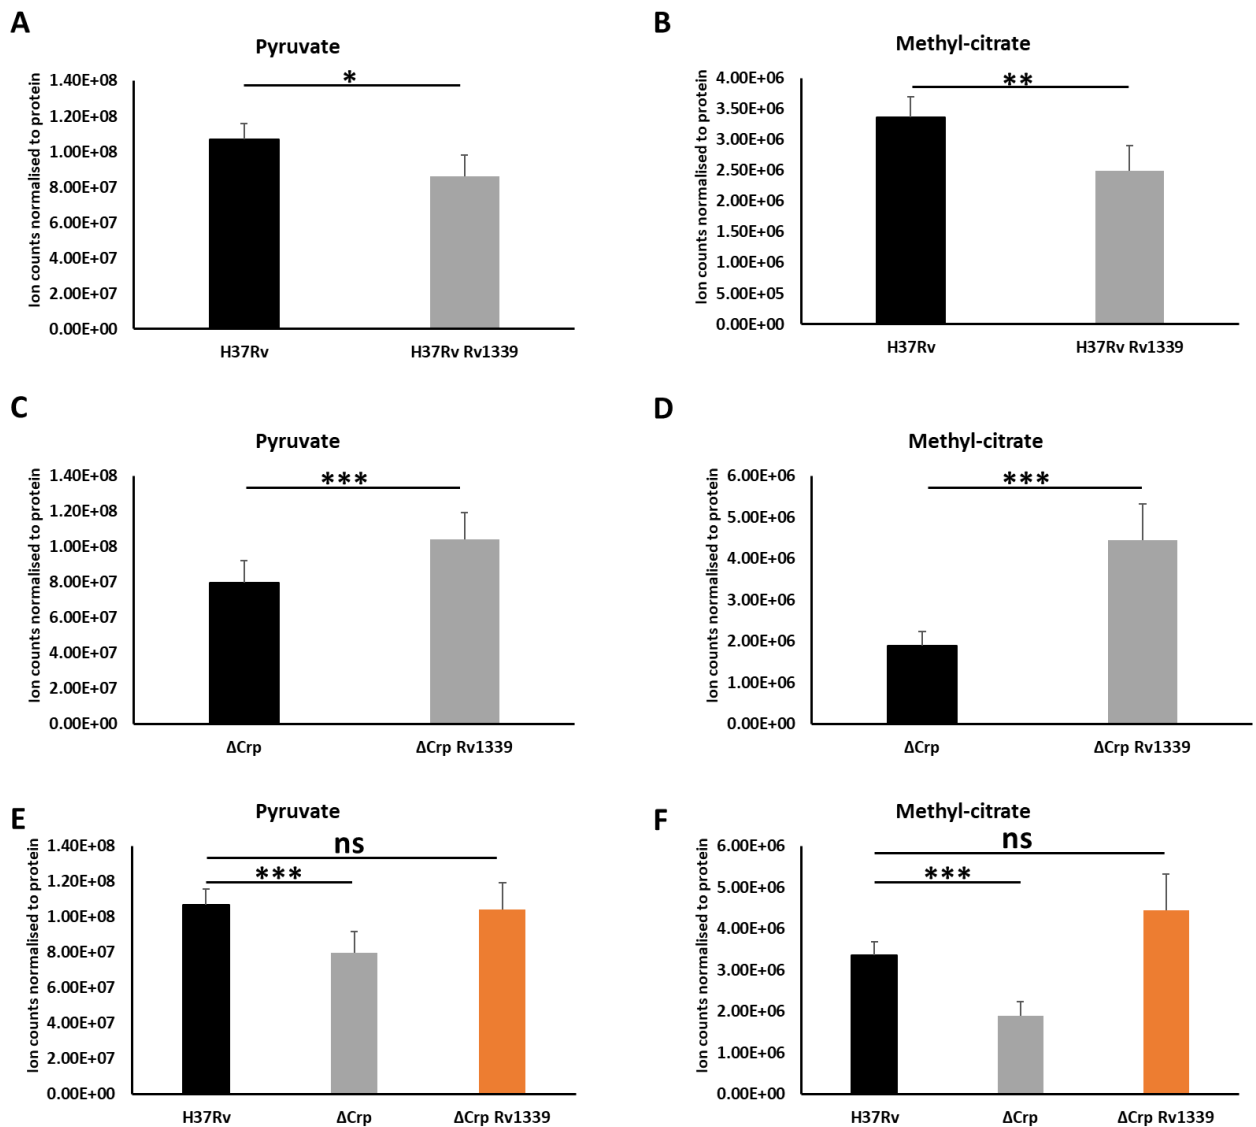 A
Pyruvate
Ion counts normalised to protein
1.40E+08
1.20E+08
1.00E+08
8.00E+07
6.00E+07
4.00E+07
2.00E+07
0.00E+00
*
H37Rv
H37Rv Rv1339
B
Methyl-citrate
Ion counts normalised to protein
4.00E+06
3.50E+06
3.00E+06
2.50E+06
2.00E+06
1.50E+06
1.00E+06
5.00E+05
0.00E+00
**
H37Rv
H37Rv Rv1339
C
Pyruvate
Ion counts normalised to protein
1.40E+08
1.20E+08
1.00E+08
8.00E+07
6.00E+07
4.00E+07
2.00E+07
0.00E+00
***
ΔCrp
ΔCrp Rv1339
D
Methyl-citrate
Ion counts normalised to protein
6.00E+06
5.00E+06
4.00E+06
3.00E+06
2.00E+06
1.00E+06
0.00E+00
***
ΔCrp
ΔCrp Rv1339
E
Pyruvate
Ion counts normalised to protein
1.40E+08
1.20E+08
1.00E+08
8.00E+07
6.00E+07
4.00E+07
2.00E+07
0.00E+00
ns
***
H37Rv
ΔCrp
ΔCrp Rv1339
F
Methyl-citrate
Ion counts normalised to protein
6.00E+06
5.00E+06
4.00E+06
3.00E+06
2.00E+06
1.00E+06
0.00E+00
ns
***
H37Rv
ΔCrp
ΔCrp Rv1339